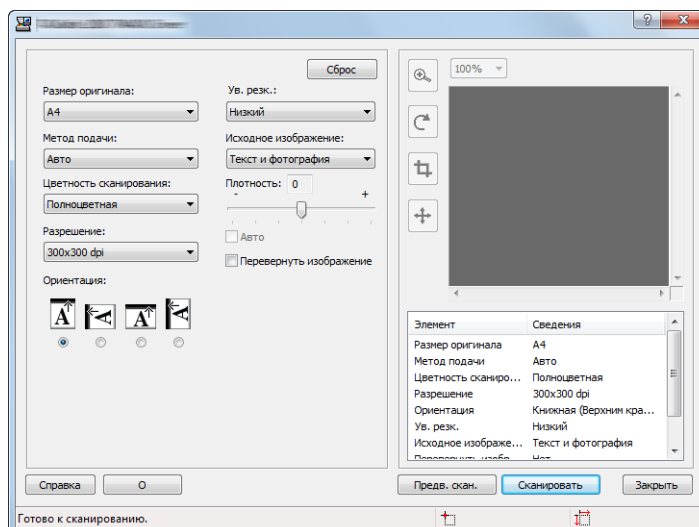 Сброс
Размер оригинала:
A4
Метод подачи:
Авто
Цветность сканирования:
Полноцветная
Разрешение:
300x300 dpi
Ориентация:
Ув. резк.:
Низкий
Исходное изображение:
Текст и фотография
Плотность: 0
- +
Авто
Перевернуть изображение
100%
Элемент Сведения
Размер оригинала A4
Метод подачи Авто
Цветность сканиро... Полноцветная
Разрешение 300x300 dpi
Ориентация Книжная (Верхним кра...
Ув. резк. Низкий
Исходное изображе... Текст и фотография
Перевернуть изобр... Нет
Справка О Предв. скан. Сканировать Закрыть
Готово к сканированию.